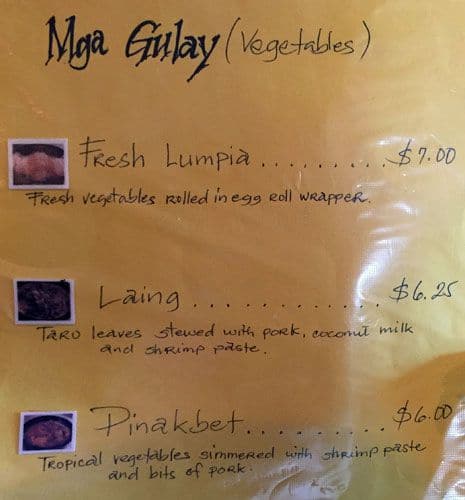 Mga Gulay (Vegetables)
Fresh Lumpia .......... $7.00
Fresh vegetables rolled in egg roll wrapper.
Laing ............. $6.25
Taro leaves stewed with pork, coconut milk
and shrimp paste.
Pinakbet .......... $6.00
Tropical vegetables simmered with shrimp paste
and bits of pork.